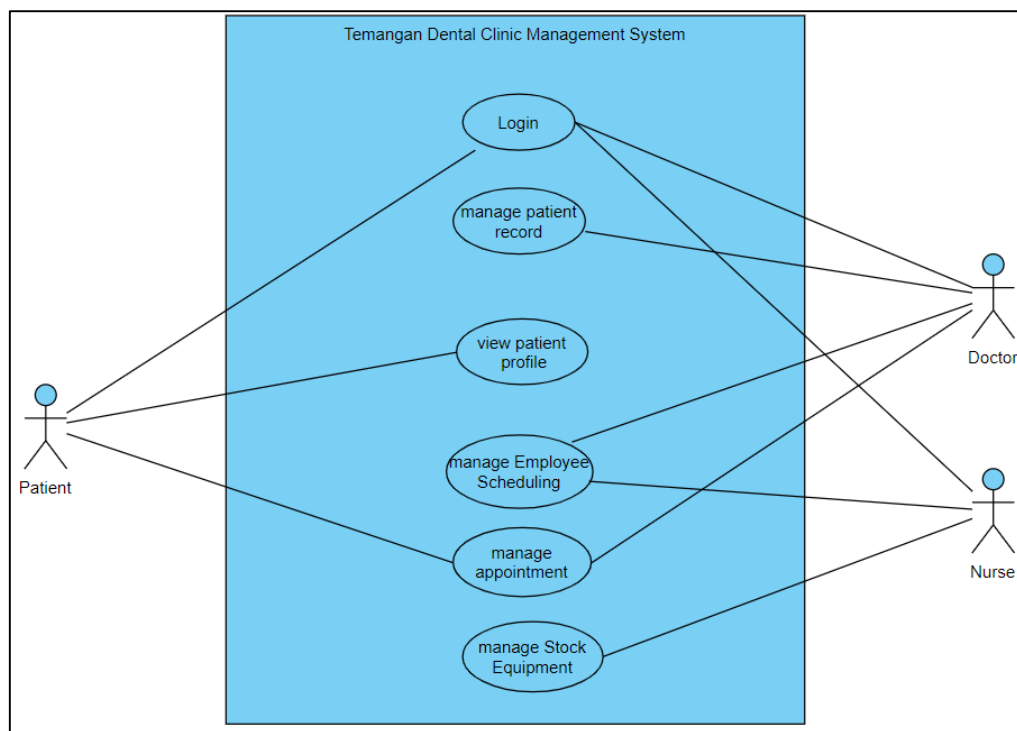 Temangan Dental Clinic Management System
Login
manage patient
record
view patient
profile
Doctor
Patient
manage Employee
Scheduling
manage
appointment
Nurse
manage Stock
Equipment